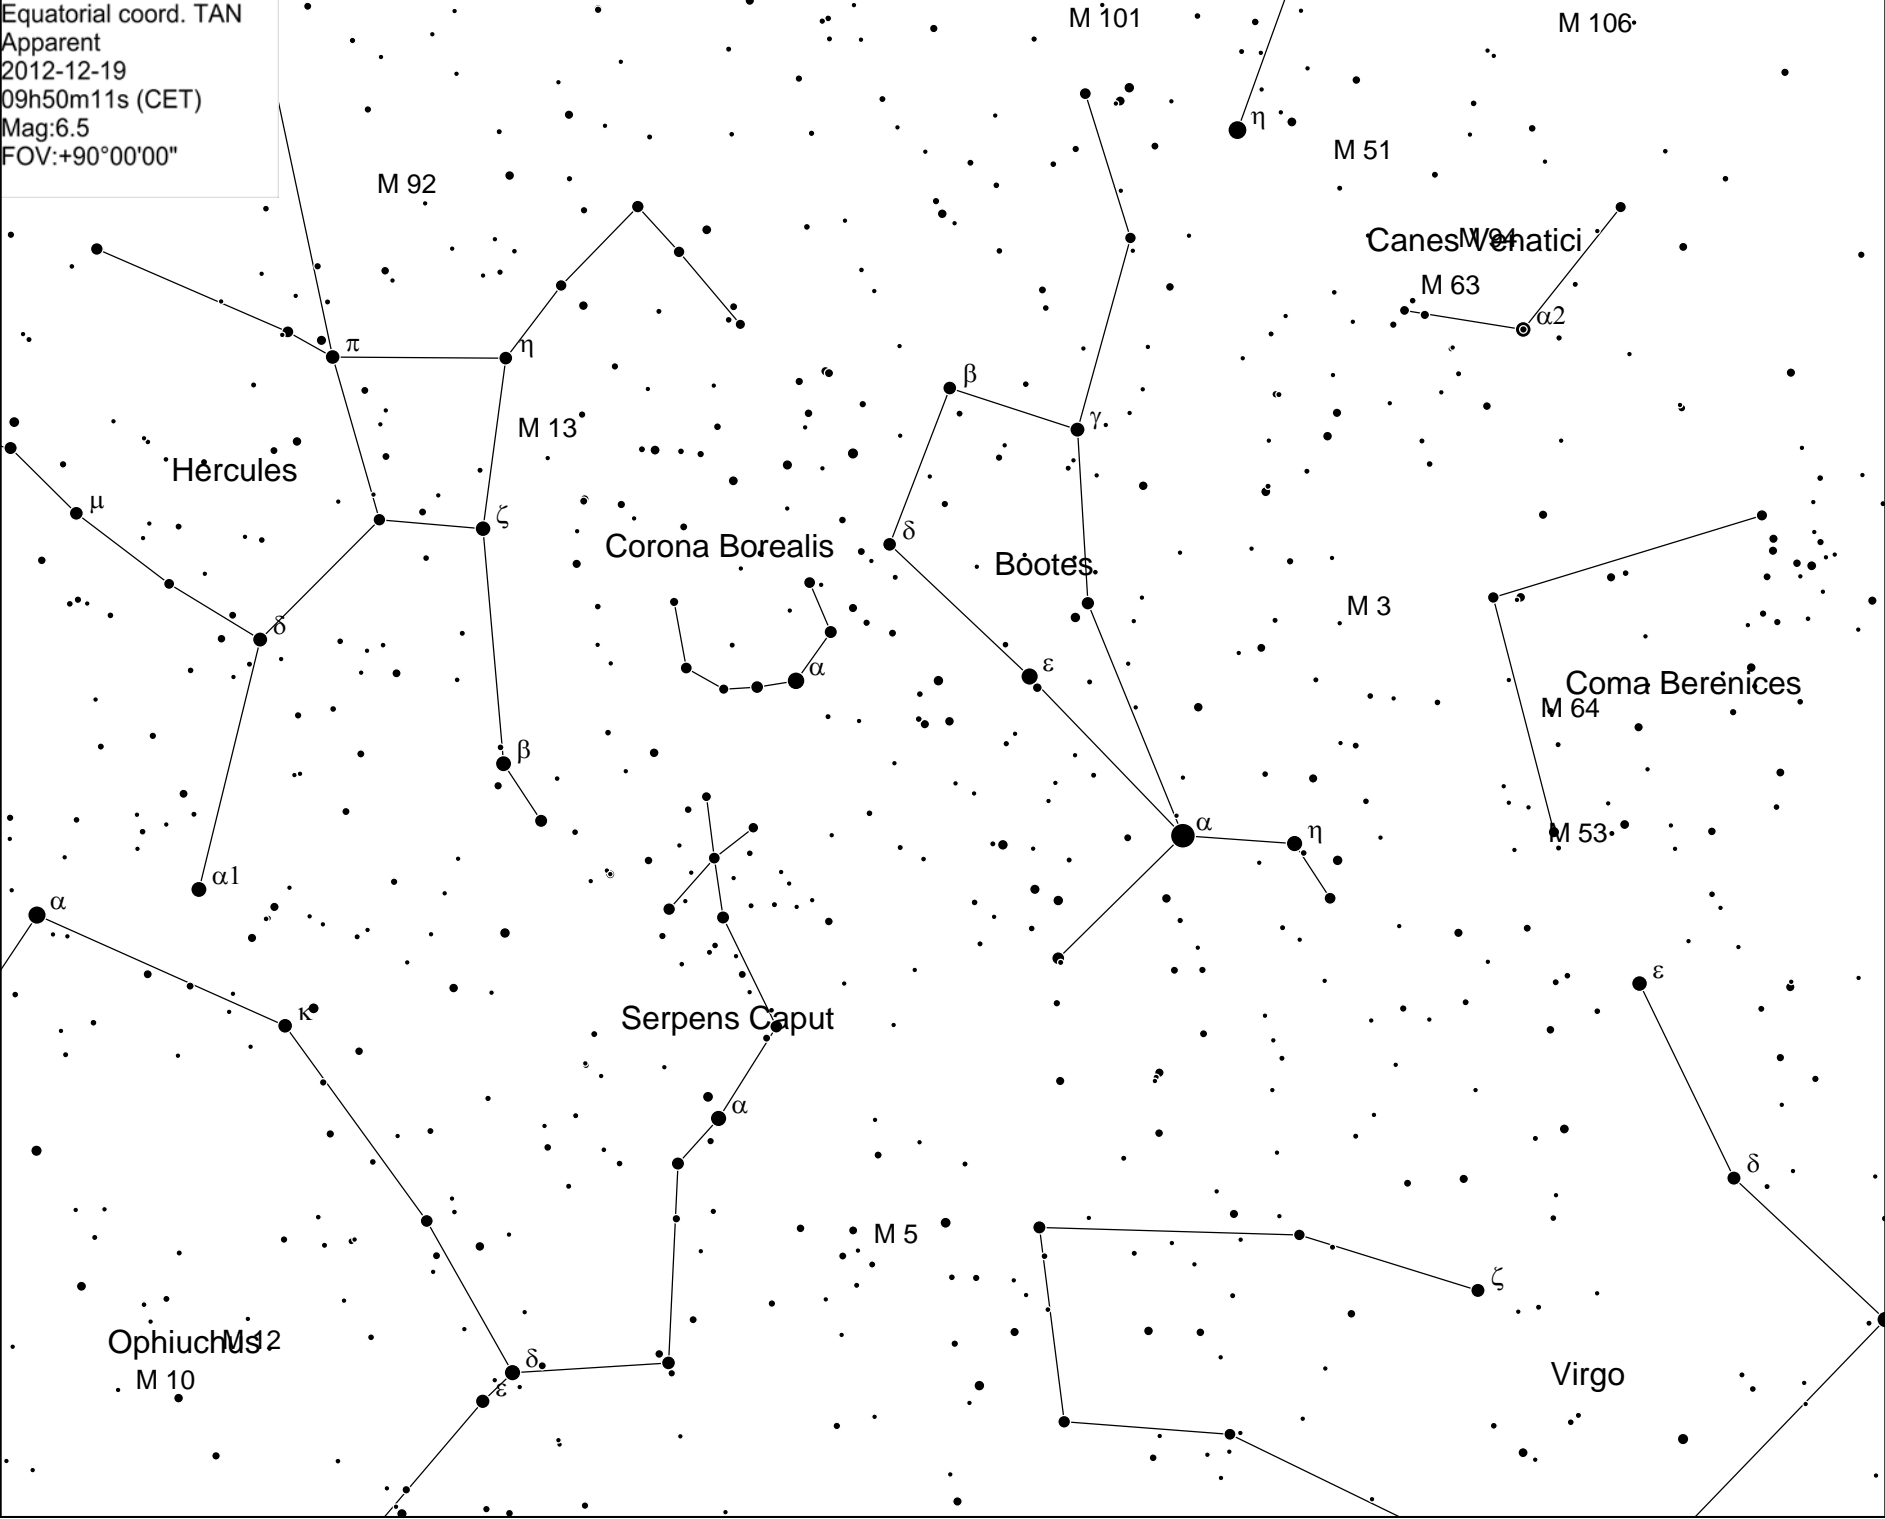 Equatorial coord. TAN
Apparent
2012-12-19
09h50m11s (CET)
Mag:6.5
FOV:+90°00'00"
M 101
M 106
η
M 51
M 92
Canes Venatici
M 94
M 63
α2
π
η
β
γ
M 13
Hercules
μ
ζ
Corona Borealis
δ
Bootes
M 3
δ
ε
α
Coma Berenices
M 64
β
α
η
M 53
α1
α
ε
κ
Serpens Caput
α
δ
M 5
ζ
Ophiuchus
M 12
M 10
δ
ε
Virgo